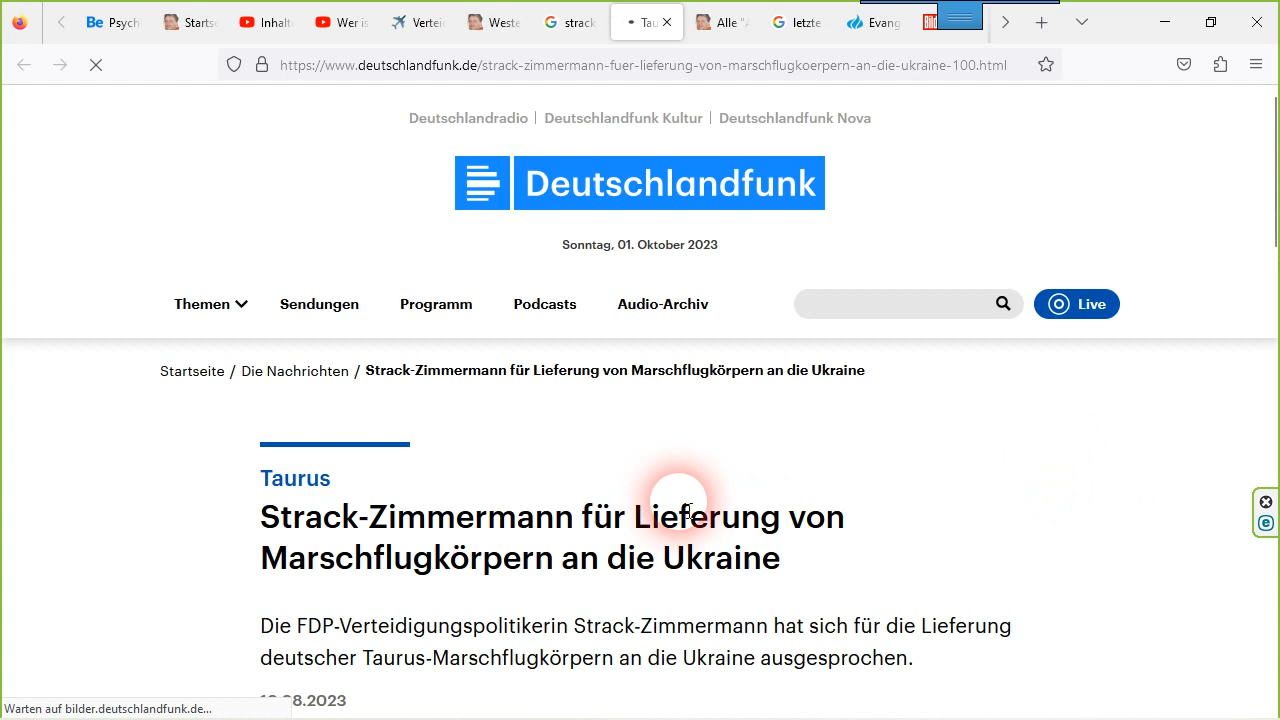 Be Psych
Starts
Inhalt
Wer is
Vertei
Weste
strack
Tau
Alle "A
letzte
Evang
Bild
https://www.deutschlandfunk.de/strack-zimmermann-fuer-lieferung-von-marschflugkoerpern-an-die-ukraine-100.html
Deutschlandradio | Deutschlandfunk Kultur | Deutschlandfunk Nova
Deutschlandfunk
Sonntag, 01. Oktober 2023
Themen Sendungen Programm Podcasts Audio-Archiv Live
Startseite / Die Nachrichten / Strack-Zimmermann für Lieferung von Marschflugkörpern an die Ukraine
Taurus
Strack-Zimmermann für Lieferung von
Marschflugkörpern an die Ukraine
Die FDP-Verteidigungspolitikerin Strack-Zimmermann hat sich für die Lieferung
deutscher Taurus-Marschflugkörpern an die Ukraine ausgesprochen.
08.2023
Warten auf bilder.deutschlandfunk.de...